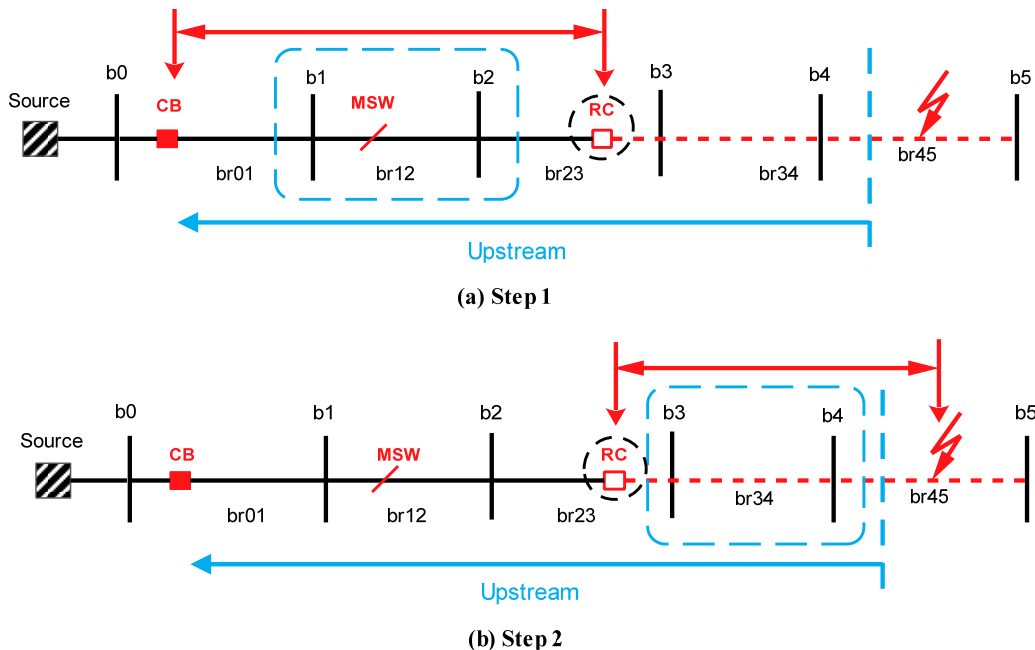 b0 b1 b2 b3 b4 b5
Source CB MSW RC
br01 br12 br23 br34 br45
Upstream
(a) Step 1
b0 b1 b2 b3 b4 b5
Source CB MSW RC
br01 br12 br23 br34 br45
Upstream
(b) Step 2